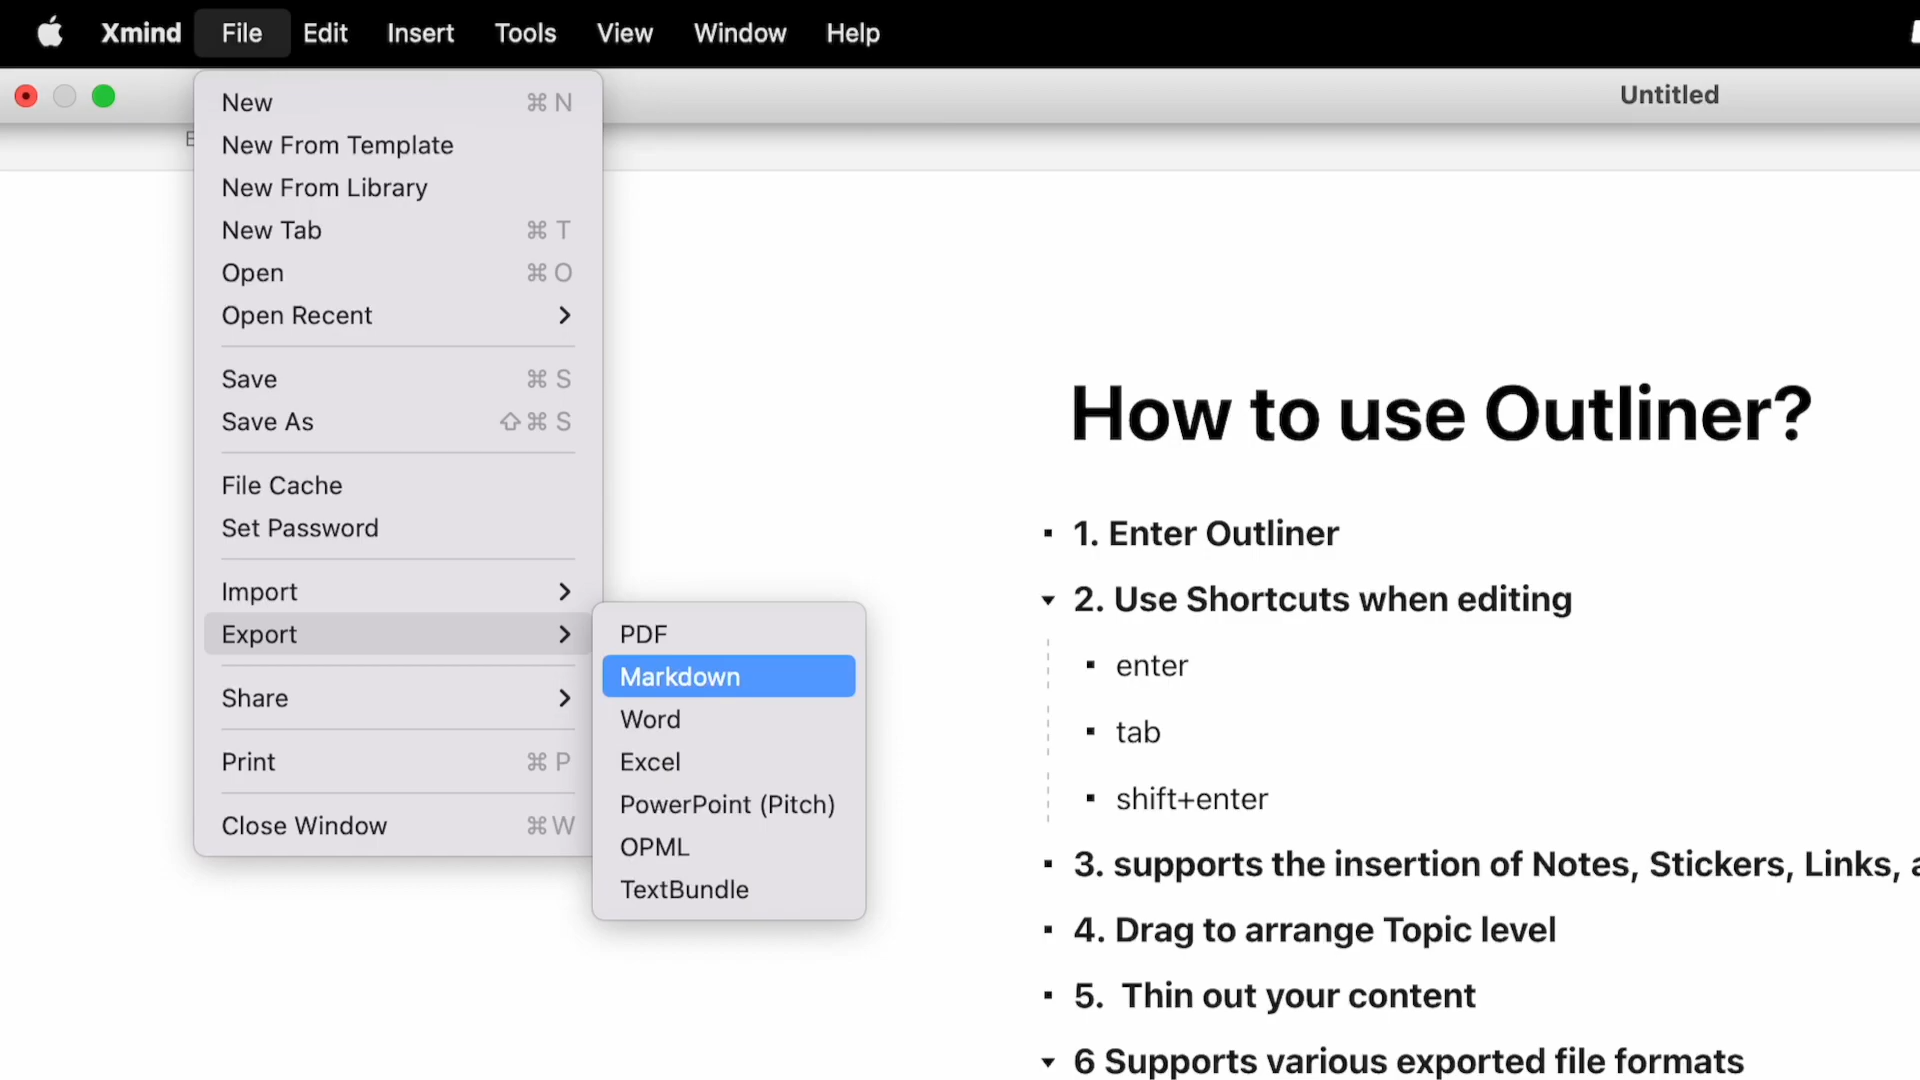 Xmind File Edit Insert Tools View Window Help
Untitled
New ⌘ N
New From Template
New From Library
New Tab ⌘ T
Open ⌘ O
Open Recent
Save ⌘ S
Save As ⇧ ⌘ S
File Cache
Set Password
Import
Export
Share
Print ⌘ P
Close Window ⌘ W
PDF
Markdown
Word
Excel
PowerPoint (Pitch)
OPML
TextBundle
How to use Outliner?
1. Enter Outliner
2. Use Shortcuts when editing
enter
tab
shift+enter
3. supports the insertion of Notes, Stickers, Links,
4. Drag to arrange Topic level
5. Thin out your content
6 Supports various exported file formats